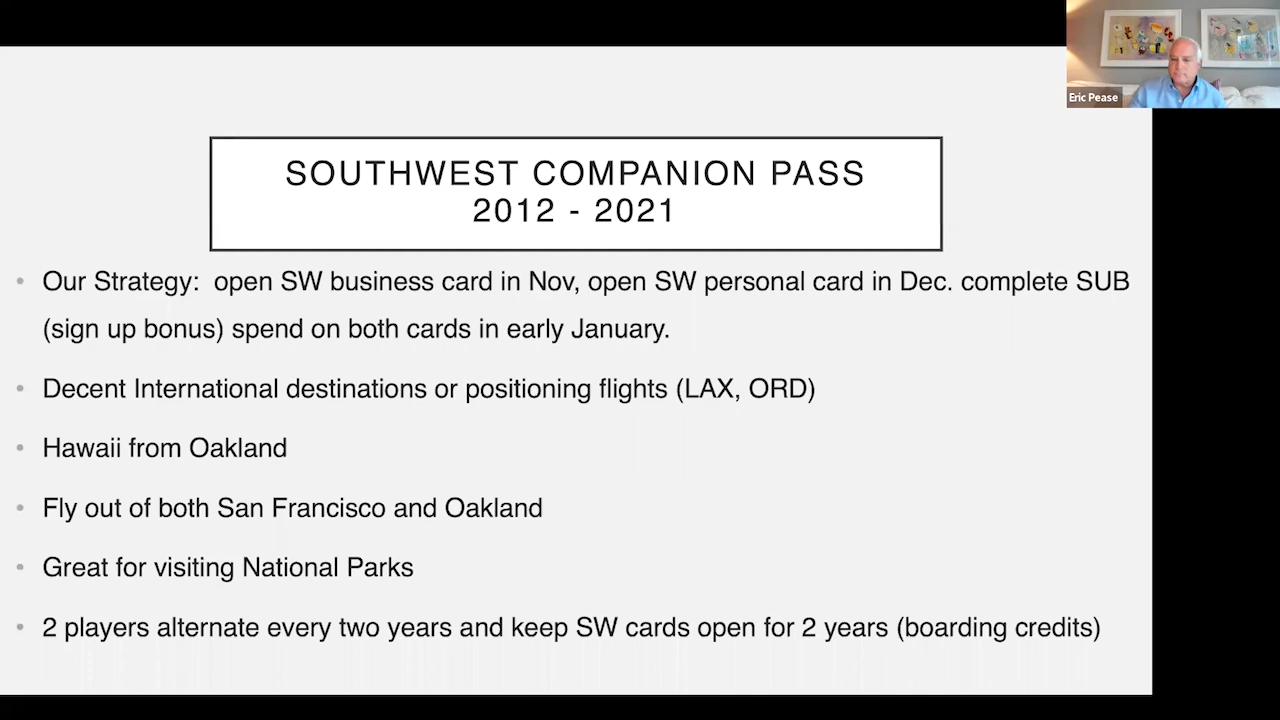 Eric Pease
SOUTHWEST COMPANION PASS
2012 - 2021
• Our Strategy:  open SW business card in Nov, open SW personal card in Dec. complete SUB
(sign up bonus) spend on both cards in early January.
• Decent International destinations or positioning flights (LAX, ORD)
• Hawaii from Oakland
• Fly out of both San Francisco and Oakland
• Great for visiting National Parks
• 2 players alternate every two years and keep SW cards open for 2 years (boarding credits)